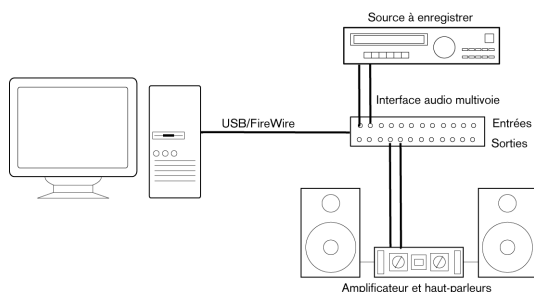 Source à enregistrer
Interface audio multivoie
USB/FireWire
Entrées
Sorties
Amplificateur et haut-parleurs